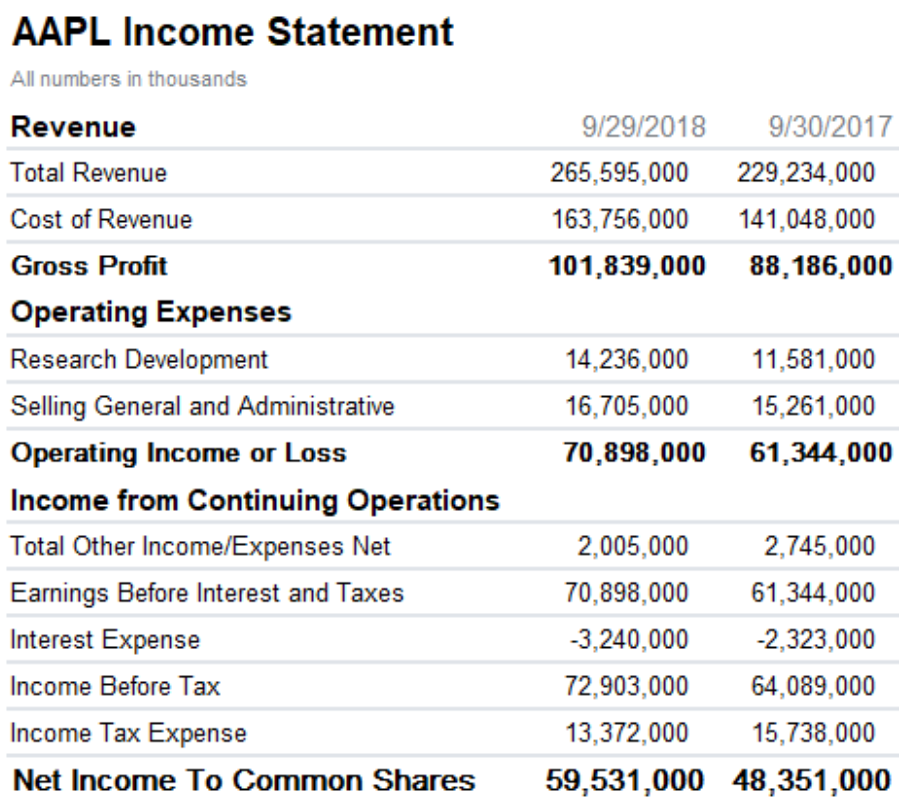 AAPL Income Statement
All numbers in thousands
Revenue 9/29/2018 9/30/2017
Total Revenue 265,595,000 229,234,000
Cost of Revenue 163,756,000 141,048,000
Gross Profit 101,839,000 88,186,000
Operating Expenses
Research Development 14,236,000 11,581,000
Selling General and Administrative 16,705,000 15,261,000
Operating Income or Loss 70,898,000 61,344,000
Income from Continuing Operations
Total Other Income/Expenses Net 2,005,000 2,745,000
Earnings Before Interest and Taxes 70,898,000 61,344,000
Interest Expense -3,240,000 -2,323,000
Income Before Tax 72,903,000 64,089,000
Income Tax Expense 13,372,000 15,738,000
Net Income To Common Shares 59,531,000 48,351,000